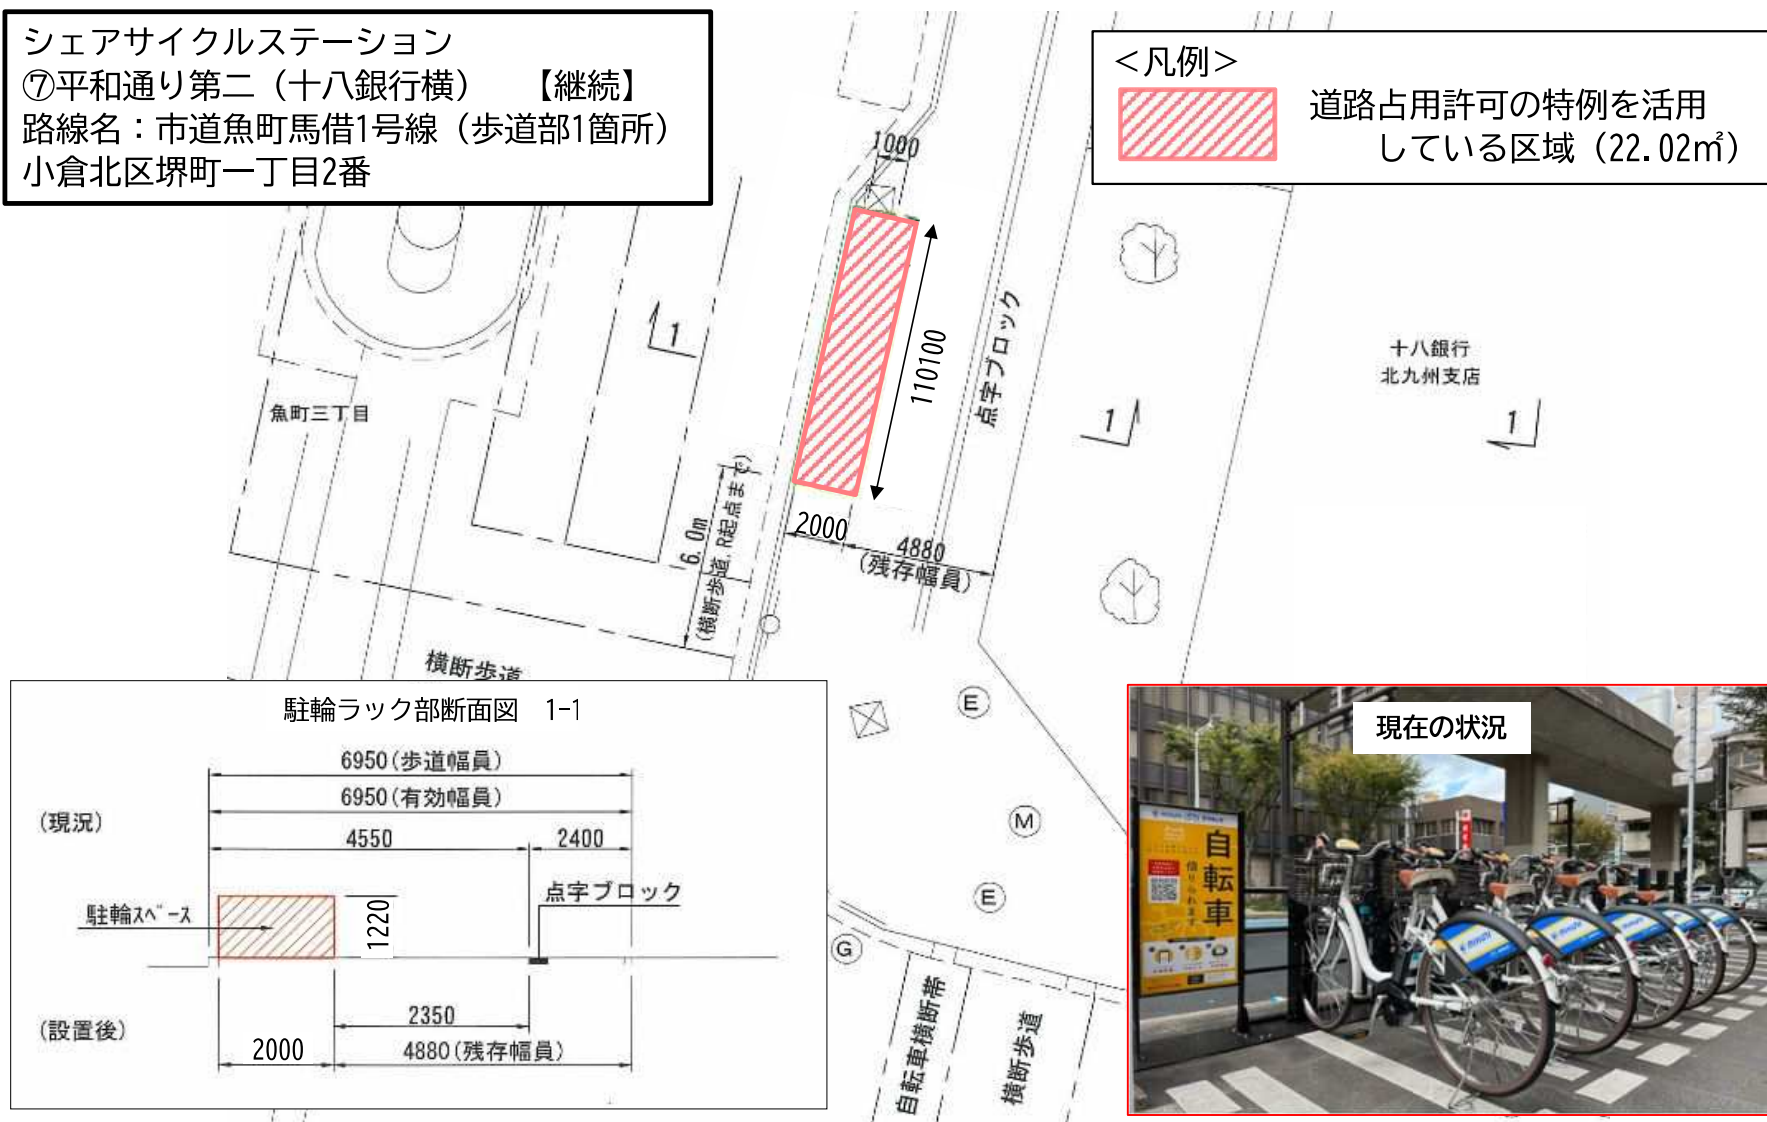 シェアサイクルステーション
⑦平和通り第二（十八銀行横）　【継続】
路線名：市道魚町馬借1号線（歩道部1箇所）
小倉北区堺町一丁目2番
＜凡例＞
道路占用許可の特例を活用
している区域（22.02㎡）
1000
110100
点字ブロック
1
1
1
十八銀行
北九州支店
魚町三丁目
6.0m
(横断歩道 R起点まで)
2000
4880
(残存幅員)
横断歩道
E
M
E
G
自転車横断帯
横断歩道
駐輪ラック部断面図　1-1
6950(歩道幅員)
6950(有効幅員)
(現況)
4550
2400
点字ブロック
駐輪ｽﾍﾟｰｽ
1220
2350
(設置後)
2000
4880(残存幅員)
現在の状況
自転車
借りられます